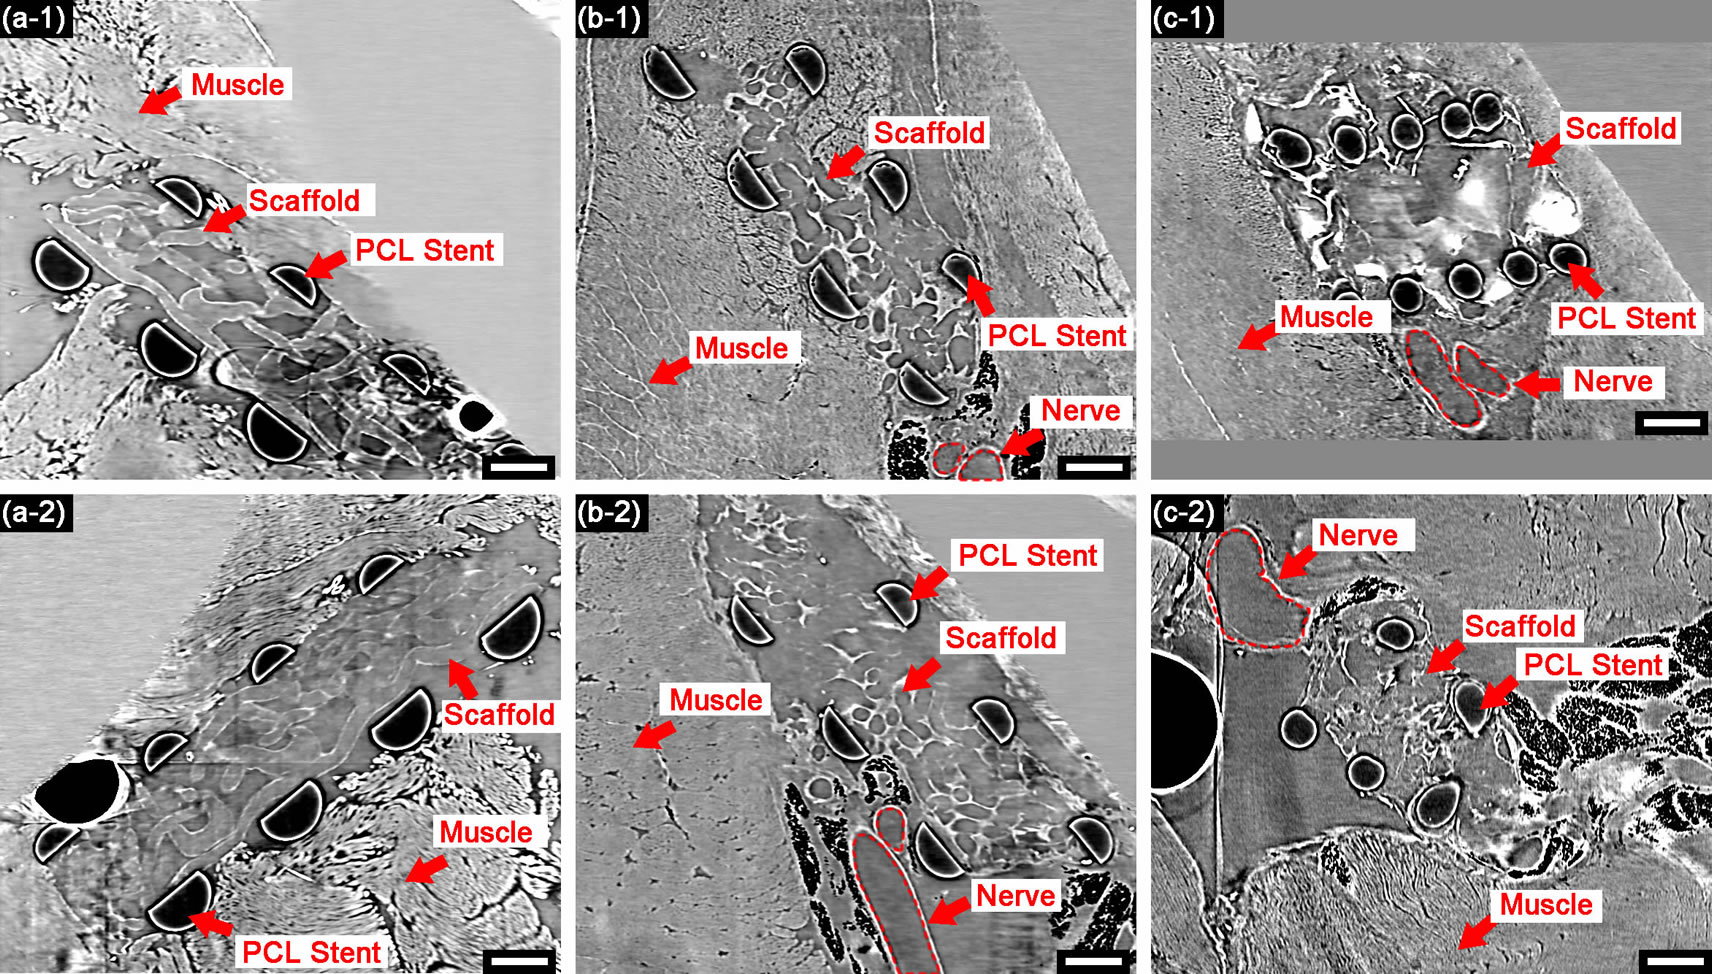 (a-1)
Muscle
Scaffold
PCL Stent
(b-1)
Scaffold
PCL Stent
Muscle
Nerve
(c-1)
Scaffold
PCL Stent
Muscle
Nerve
(a-2)
Scaffold
Muscle
PCL Stent
(b-2)
PCL Stent
Scaffold
Muscle
Nerve
(c-2)
Nerve
Scaffold
PCL Stent
Muscle